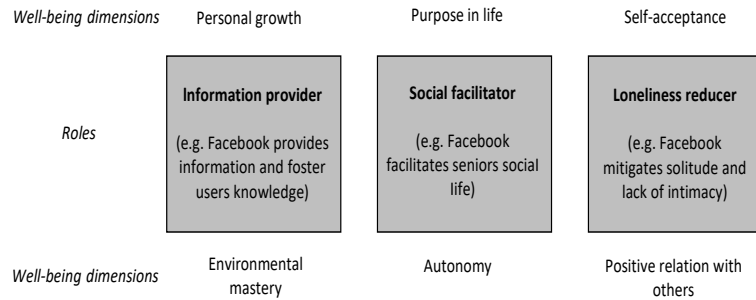 Well-being dimensions Personal growth Purpose in life Self-acceptance
Roles
Information provider
(e.g. Facebook provides
information and foster
users knowledge)
Social facilitator
(e.g. Facebook
facilitates seniors social
life)
Loneliness reducer
(e.g. Facebook
mitigates solitude and
lack of intimacy)
Well-being dimensions
Environmental
mastery
Autonomy
Positive relation with
others